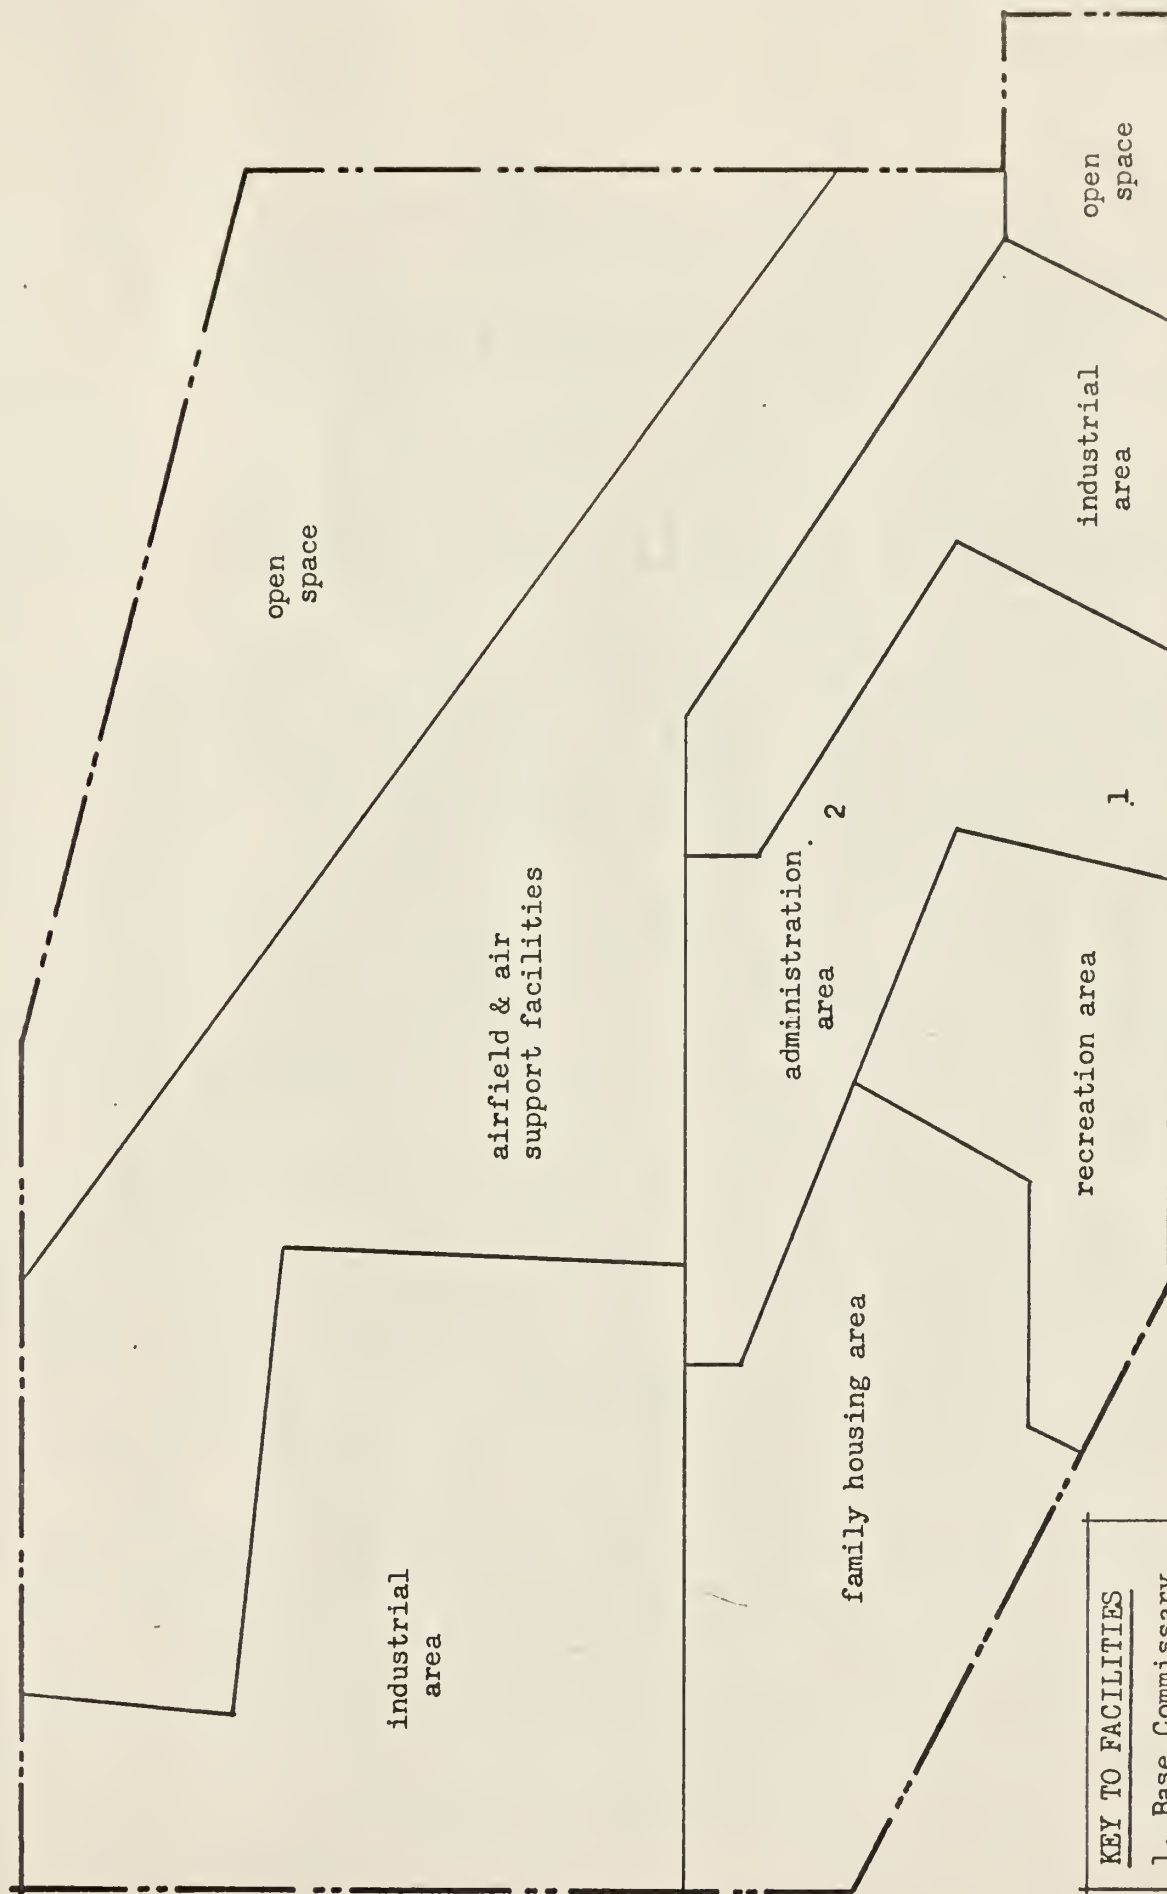 open
space
industrial
area
airfield & air
support facilities
administration
area
2
family housing area
recreation area
industrial
area
open
space
1
KEY TO FACILITIES
1. Base Commissary